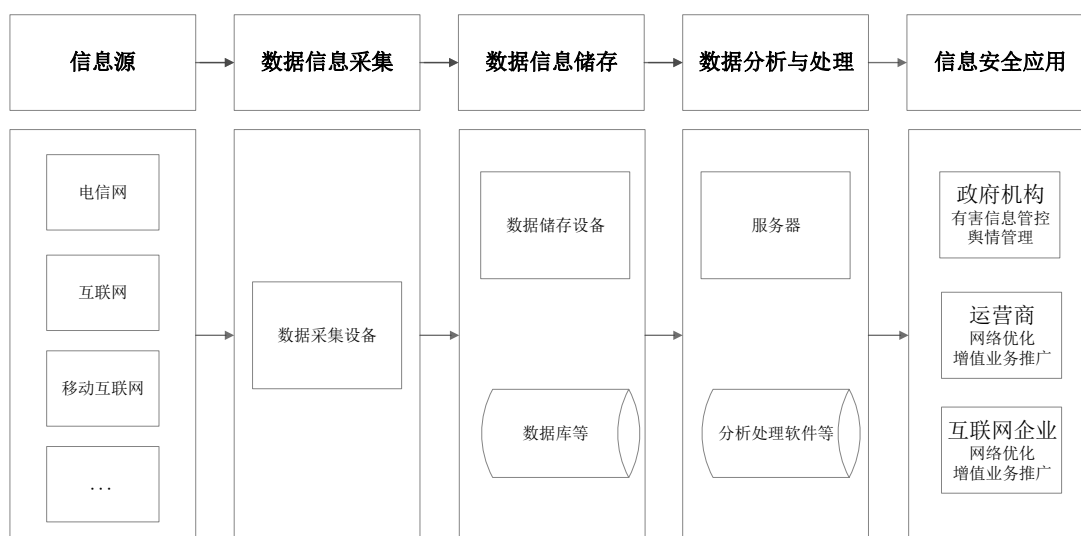 信息源
数据信息采集
数据信息储存
数据分析与处理
信息安全应用
电信网
互联网
移动互联网
...
数据采集设备
数据储存设备
数据库等
服务器
分析处理软件等
政府机构
有害信息管控
舆情管理
运营商
网络优化
增值业务推广
互联网企业
网络优化
增值业务推广